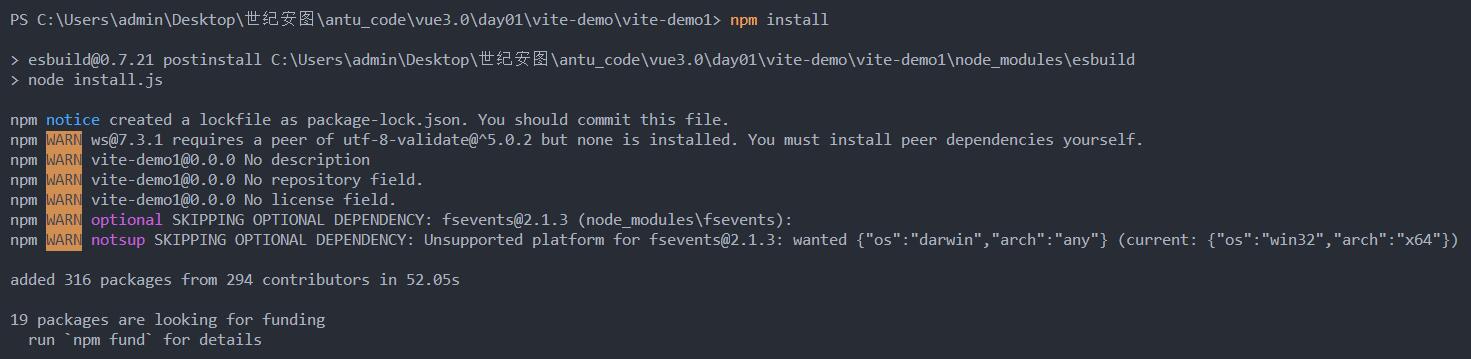 PS C:\Users\admin\Desktop\世纪安图\antu_code\vue3.0\day01\vite-demo\vite-demo1> npm install
> esbuild@0.7.21 postinstall C:\Users\admin\Desktop\世纪安图\antu_code\vue3.0\day01\vite-demo\vite-demo1\node_modules\esbuild
> node install.js
npm notice created a lockfile as package-lock.json. You should commit this file.
npm WARN ws@7.3.1 requires a peer of utf-8-validate@^5.0.2 but none is installed. You must install peer dependencies yourself.
npm WARN vite-demo1@0.0.0 No description
npm WARN vite-demo1@0.0.0 No repository field.
npm WARN vite-demo1@0.0.0 No license field.
npm WARN optional SKIPPING OPTIONAL DEPENDENCY: fsevents@2.1.3 (node_modules\fsevents):
npm WARN notsup SKIPPING OPTIONAL DEPENDENCY: Unsupported platform for fsevents@2.1.3: wanted {"os":"darwin","arch":"any"} (current: {"os":"win32","arch":"x64"})
added 316 packages from 294 contributors in 52.05s
19 packages are looking for funding
run `npm fund` for details